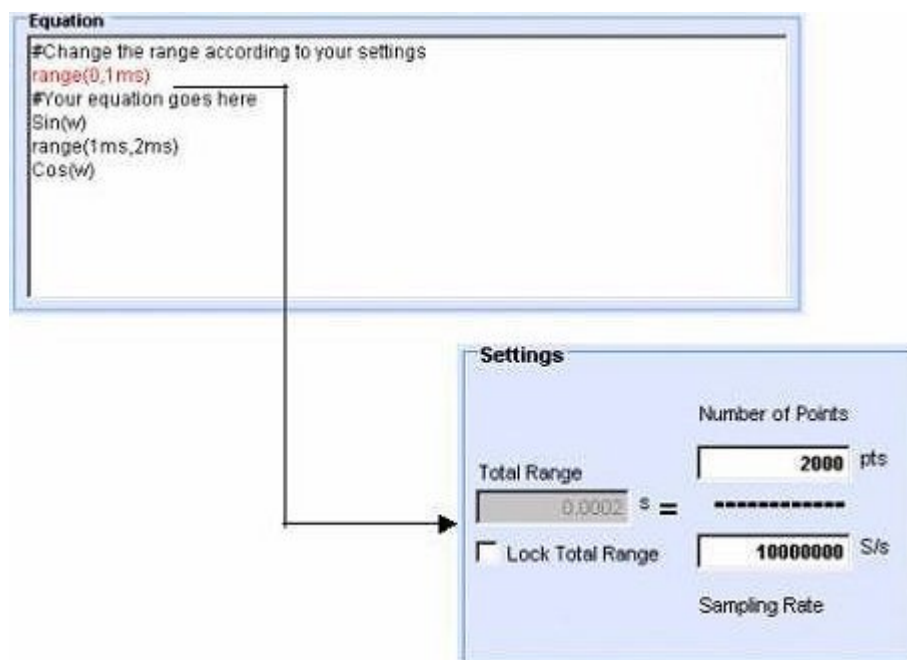 Equation
#Change the range according to your settings
range(0,1ms)
#Your equation goes here
Sin(w)
range(1ms,2ms)
Cos(w)
Settings
Number of Points
2000 pts
Total Range
0.0002 s =
------------
Lock Total Range
10000000 S/s
Sampling Rate